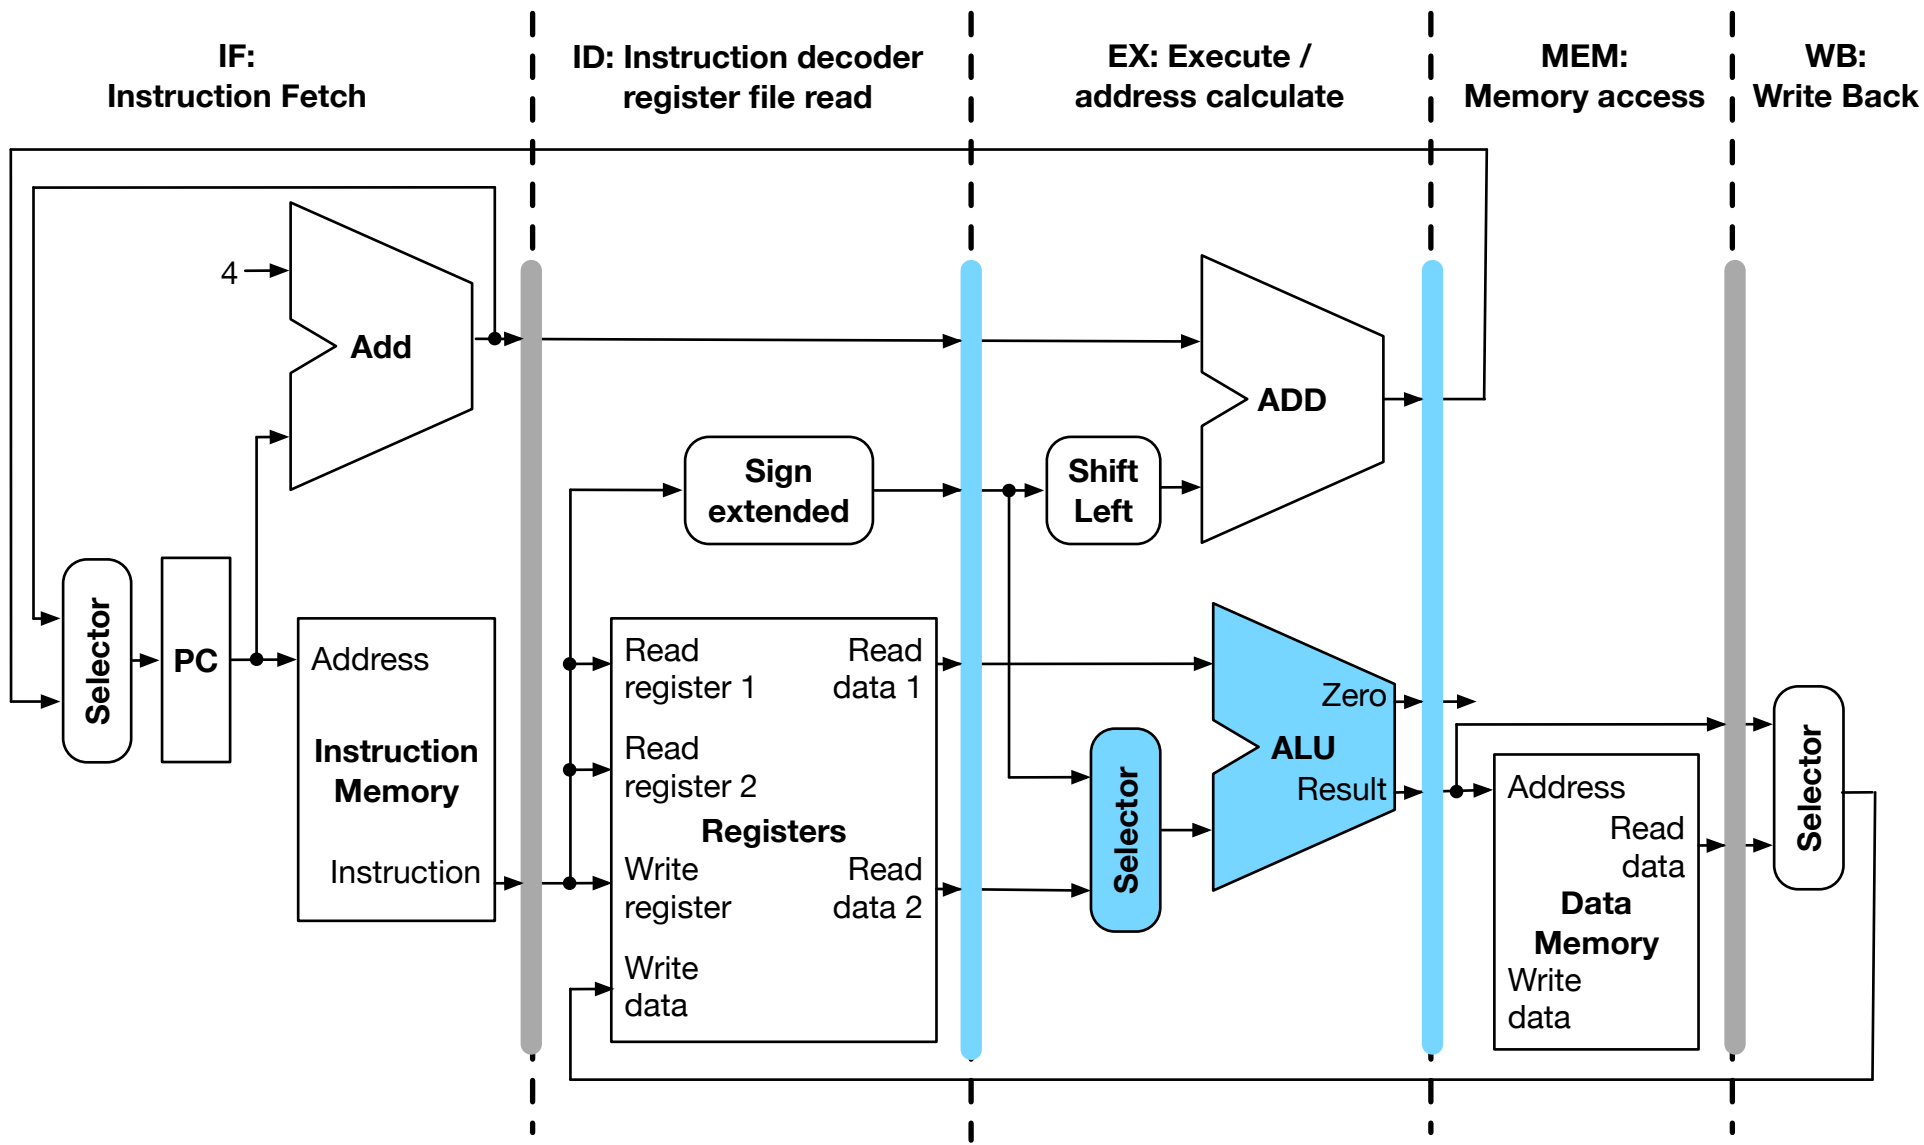 IF:
Instruction Fetch
ID: Instruction decoder
register file read
EX: Execute /
address calculate
MEM:
Memory access
WB:
Write Back
4
Add
ADD
Sign
extended
Shift
Left
Selector
PC
Address
Instruction
Memory
Instruction
Read
register 1
Read
data 1
Read
register 2
Registers
Write
register
Read
data 2
Write
data
Selector
Zero
ALU
Result
Address
Read
data
Data
Memory
Write
data
Selector